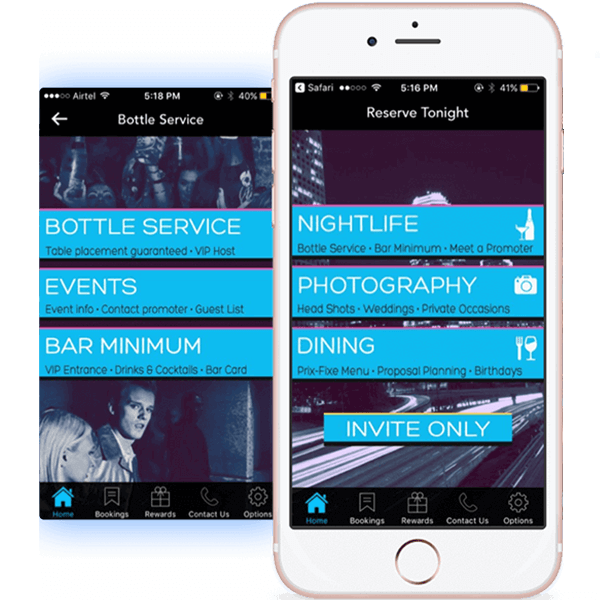 Airtel 5:18 PM 40%
Bottle Service
BOTTLE SERVICE
Table placement guaranteed • VIP Host
EVENTS
Event info • Contact promoter • Guest List
BAR MINIMUM
VIP Entrance • Drinks & Cocktails • Bar Card
Home Bookings Rewards Contact Us Options
Safari 5:16 PM 41%
Reserve Tonight
NIGHTLIFE
Bottle Service • Bar Minimum • Meet a Promoter
PHOTOGRAPHY
Head Shots • Weddings • Private Occasions
DINING
Prix-Fixe Menu • Proposal Planning • Birthdays
INVITE ONLY
Home Bookings Rewards Contact Us Options